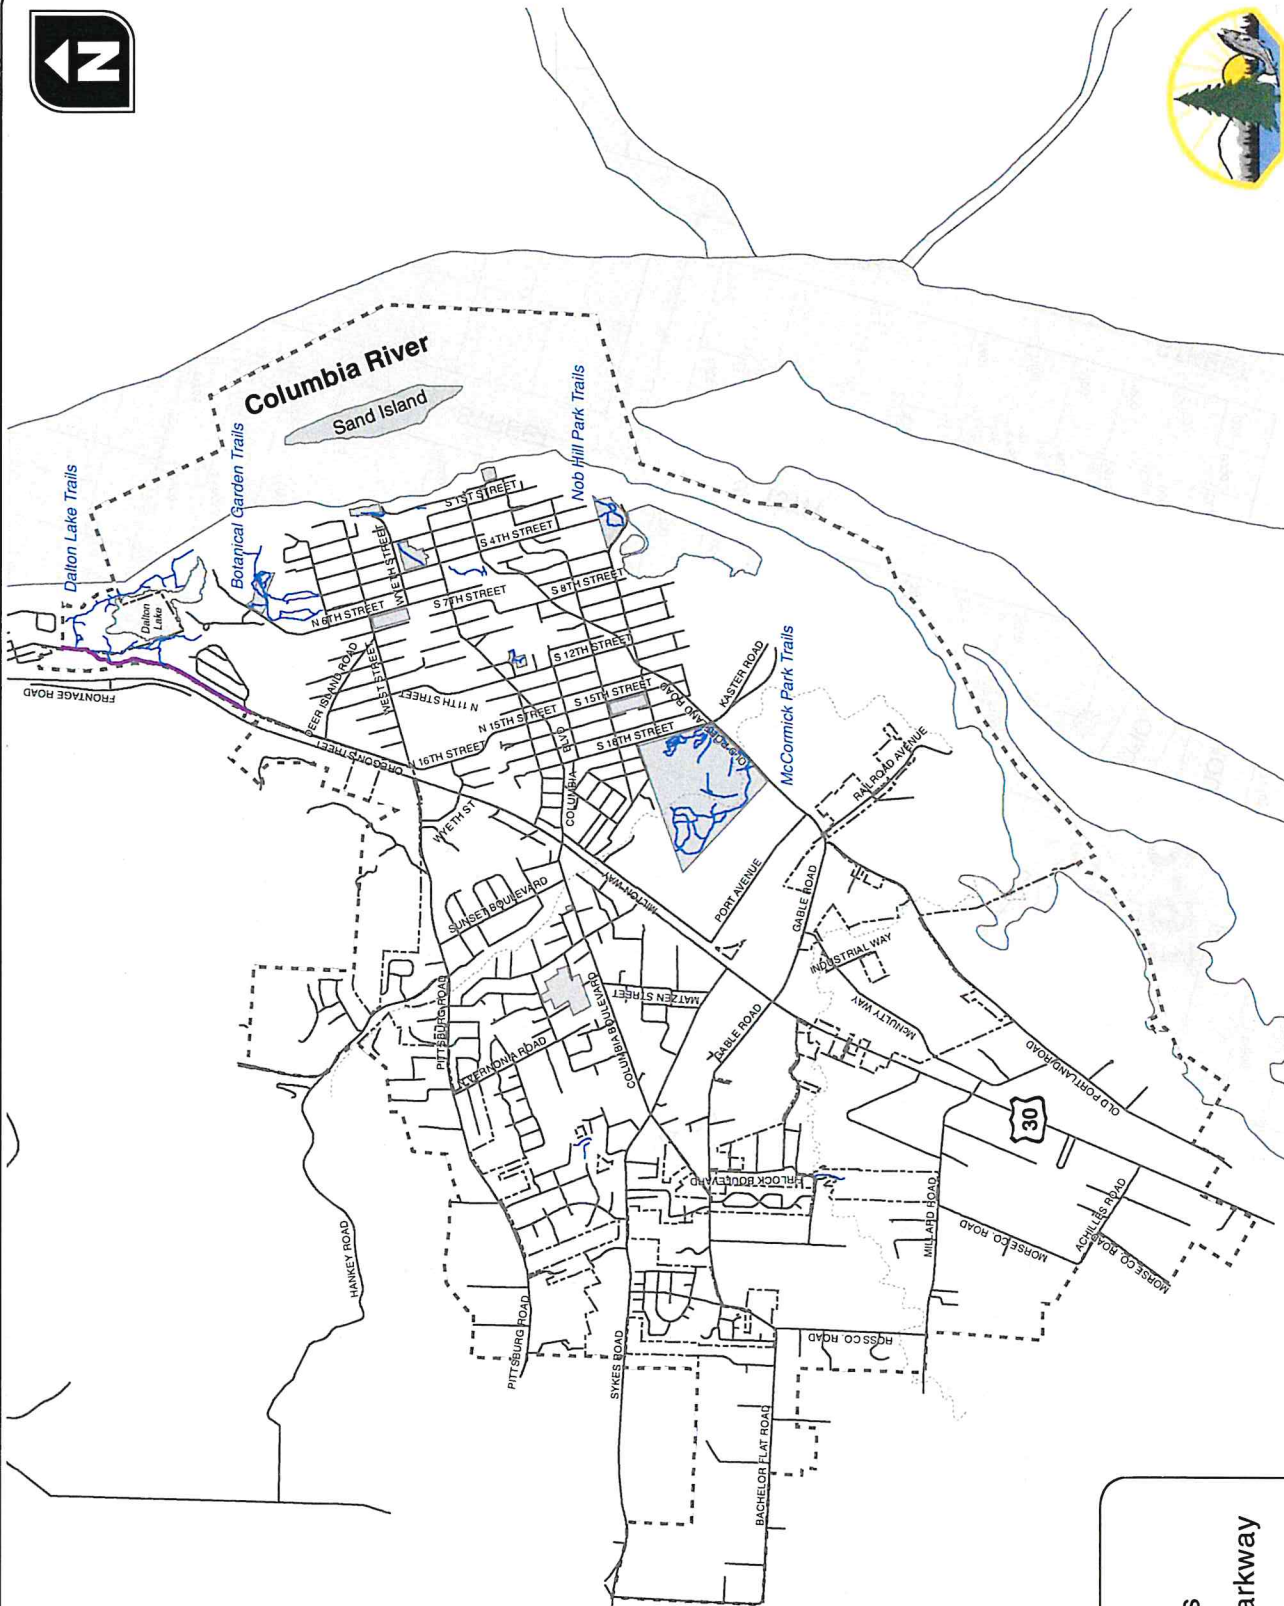 N
Columbia River
Sand Island
Dalton Lake Trails
Botanical Garden Trails
Nob Hill Park Trails
McCormick Park Trails
Dalton
Lake
FRONTAGE ROAD
DEER ISLAND ROAD
OREGON STREET
WEST STREET
WYETH STREET
N 6TH STREET
N 11TH STREET
N 15TH STREET
N 16TH STREET
S 1ST STREET
S 4TH STREET
S 7TH STREET
S 8TH STREET
S 12TH STREET
S 15TH STREET
S 18TH STREET
COLUMBIA
BLVD
WYETH ST
OLD PORTLAND ROAD
KASTER ROAD
RAILROAD AVENUE
PORT AVENUE
GABLE ROAD
INDUSTRIAL WAY
McNULTY WAY
MILTON WAY
SUNSET BOULEVARD
PITTSBURG ROAD
VERNONIA ROAD
COLUMBIA BOULEVARD
MATZEN STREET
GABLE ROAD
OLD PORTLAND ROAD
30
FIRLOCK BOULEVARD
MILLARD ROAD
MORSE CO. ROAD
ACHILLES ROAD
MORSE CO. ROAD
ROSS CO. ROAD
HANKEY ROAD
PITTSBURG ROAD
SYKES ROAD
BACHELOR FLAT ROAD
s
arkway